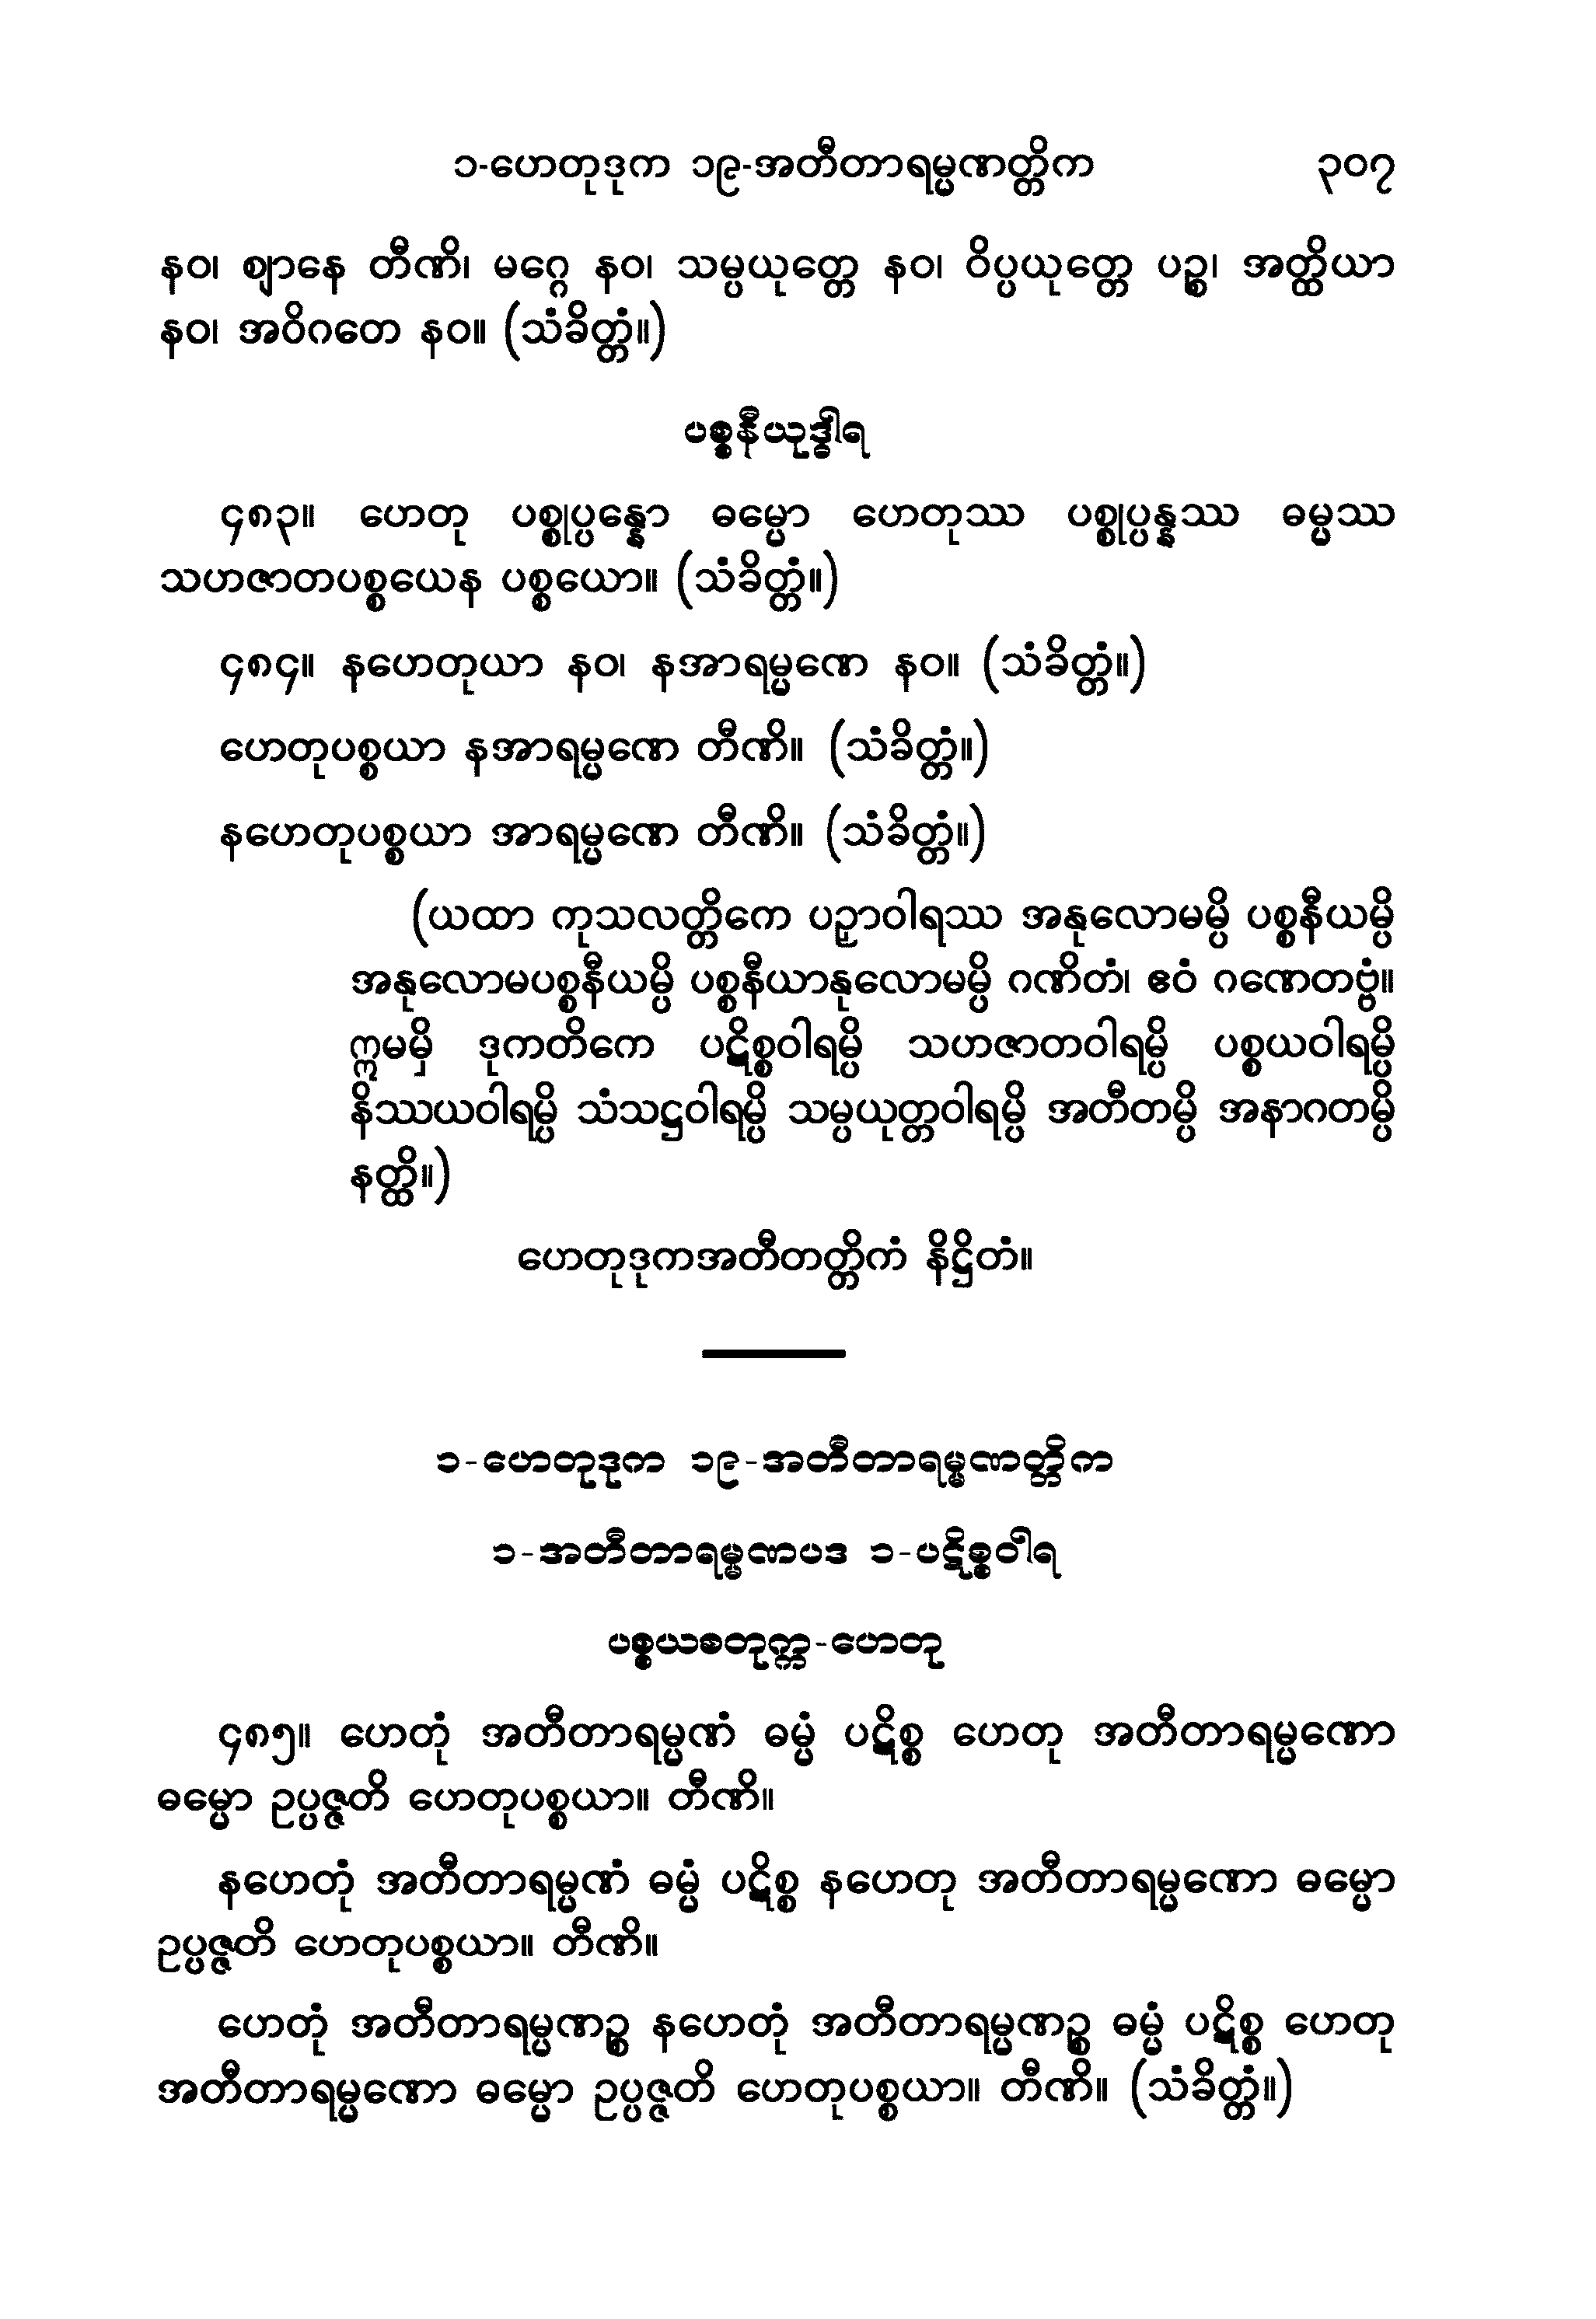 ၁-ဟေတုဒုက ၁၉-အတီတာရမ္မဏတ္တိက ၃၀၇
နဝ၊ ဈာနေ တီဏိ၊ မဂ္ဂေ နဝ၊ သမ္ပယုတ္တေ နဝ၊ ဝိပ္ပယုတ္တေ ပဉ္စ၊ အတ္ထိယာ
နဝ၊ အဝိဂတေ နဝ။ (သံခိတ္တံ။)
ပစ္စနီယုဒ္ဓါရ
၄၈၃။ ဟေတု ပစ္စုပ္ပန္နော ဓမ္မော ဟေတုဿ ပစ္စုပ္ပန္နဿ ဓမ္မဿ
သဟဇာတပစ္စယေန ပစ္စယော။ (သံခိတ္တံ။)
၄၈၄။ နဟေတုယာ နဝ၊ နအာရမ္မဏေ နဝ။ (သံခိတ္တံ။)
ဟေတုပစ္စယာ နအာရမ္မဏေ တီဏိ။ (သံခိတ္တံ။)
နဟေတုပစ္စယာ အာရမ္မဏေ တီဏိ။ (သံခိတ္တံ။)
(ယထာ ကုသလတ္တိကေ ပဉှာဝါရဿ အနုလောမမ္ပိ ပစ္စနီယမ္ပိ
အနုလောမပစ္စနီယမ္ပိ ပစ္စနီယာနုလောမမ္ပိ ဂဏိတံ၊ ဧဝံ ဂဏေတဗ္ဗံ။
ဣမမှိ ဒုကတိကေ ပဋိစ္စဝါရမ္ပိ သဟဇာတဝါရမ္ပိ ပစ္စယဝါရမ္ပိ
နိဿယဝါရမ္ပိ သံသဋ္ဌဝါရမ္ပိ သမ္ပယုတ္တဝါရမ္ပိ အတီတမ္ပိ အနာဂတမ္ပိ
နတ္ထိ။)
ဟေတုဒုကအတီတတ္တိကံ နိဋ္ဌိတံ။
၁-ဟေတုဒုက ၁၉-အတီတာရမ္မဏတ္တိက
၁-အတီတာရမ္မဏပဒ ၁-ပဋိစ္စဝါရ
ပစ္စယစတုက္က-ဟေတု
၄၈၅။ ဟေတုံ အတီတာရမ္မဏံ ဓမ္မံ ပဋိစ္စ ဟေတု အတီတာရမ္မဏော
ဓမ္မော ဥပ္ပဇ္ဇတိ ဟေတုပစ္စယာ။ တီဏိ။
နဟေတုံ အတီတာရမ္မဏံ ဓမ္မံ ပဋိစ္စ နဟေတု အတီတာရမ္မဏော ဓမ္မော
ဥပ္ပဇ္ဇတိ ဟေတုပစ္စယာ။ တီဏိ။
ဟေတုံ အတီတာရမ္မဏဉ္စ နဟေတုံ အတီတာရမ္မဏဉ္စ ဓမ္မံ ပဋိစ္စ ဟေတု
အတီတာရမ္မဏော ဓမ္မော ဥပ္ပဇ္ဇတိ ဟေတုပစ္စယာ။ တီဏိ။ (သံခိတ္တံ။)